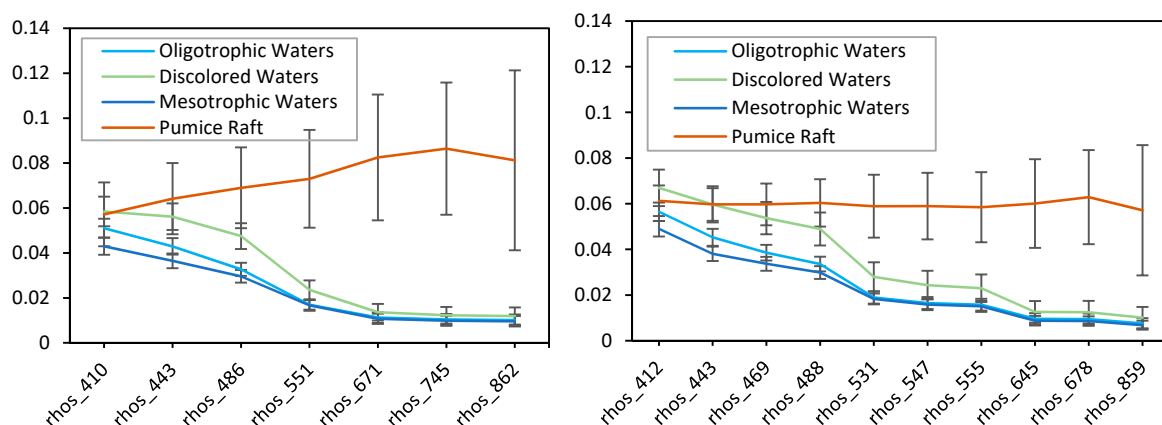 0.14
0.12
0.1
0.08
0.06
0.04
0.02
0
Oligotrophic Waters
Discolored Waters
Mesotrophic Waters
Pumice Raft
rhos_410
rhos_443
rhos_486
rhos_551
rhos_671
rhos_745
rhos_862
0.14
0.12
0.1
0.08
0.06
0.04
0.02
0
Oligotrophic Waters
Discolored Waters
Mesotrophic Waters
Pumice Raft
rhos_412
rhos_443
rhos_469
rhos_488
rhos_531
rhos_547
rhos_555
rhos_645
rhos_678
rhos_859